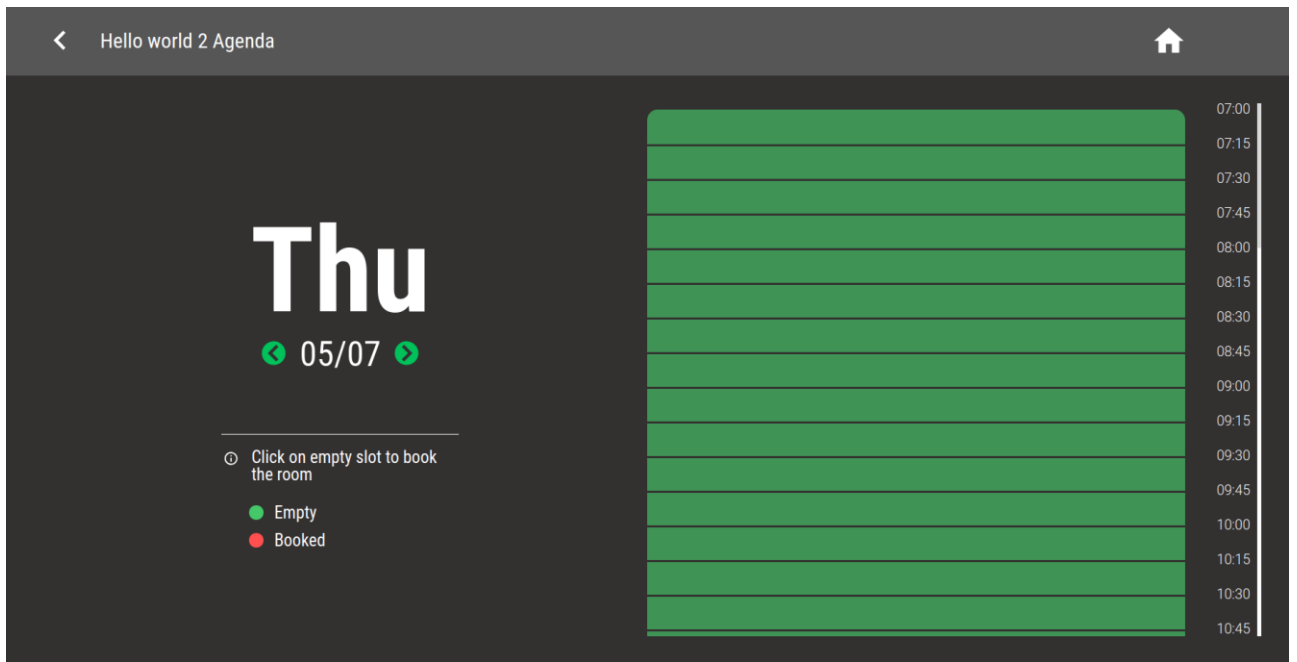 Hello world 2 Agenda
Thu
05/07
Click on empty slot to book
the room
Empty
Booked
07:00
07:15
07:30
07:45
08:00
08:15
08:30
08:45
09:00
09:15
09:30
09:45
10:00
10:15
10:30
10:45